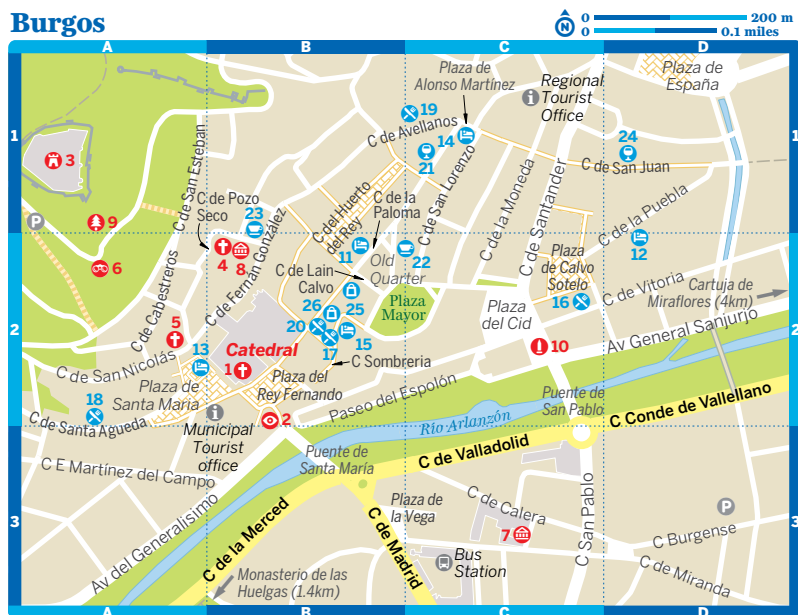 Burgos
N
0 200 m
0 0.1 miles
A
B
C
D
1
1
2
2
3
3
A
B
C
D
Plaza de
Alonso Martínez
Regional
Tourist
Office
i
Plaza de
España
19
C de Avellanos
14
21
24
C de San Juan
3
C de San Esteban
C de San Lorenzo
C de la Moneda
C de Santander
C de la Puebla
C de Pozo
Seco
23
C del Huerto
del Rey
C de la
Paloma
P
9
6
4
8
C de Fernán González
11
Old
Quarter
22
Plaza
de Calvo
Sotelo
12
16
C de Vitoria
Cartuja de
Miraflores (4km)
C de Lain
Calvo
C de Cabestreros
26
25
20
17
15
Plaza
Mayor
Plaza
del Cid
Av General Sanjurjo
5
Catedral
1
10
C de San Nicolás
13
C Sombreria
Plaza de
Santa María
Plaza del
Rey Fernando
Paseo del Espolón
Puente de
San Pablo
18
C de Santa Agueda
i
2
Municipal
Tourist
office
Río Arlanzón
C Conde de Vallellano
C E Martínez del Campo
Puente de
Santa María
C de Valladolid
Av del Generalísimo
C de la Merced
C de Madrid
Plaza de
la Vega
C de Calera
7
C San Pablo
P
C Burgense
C de Miranda
Bus
Station
Monasterio de las
Huelgas (1.4km)